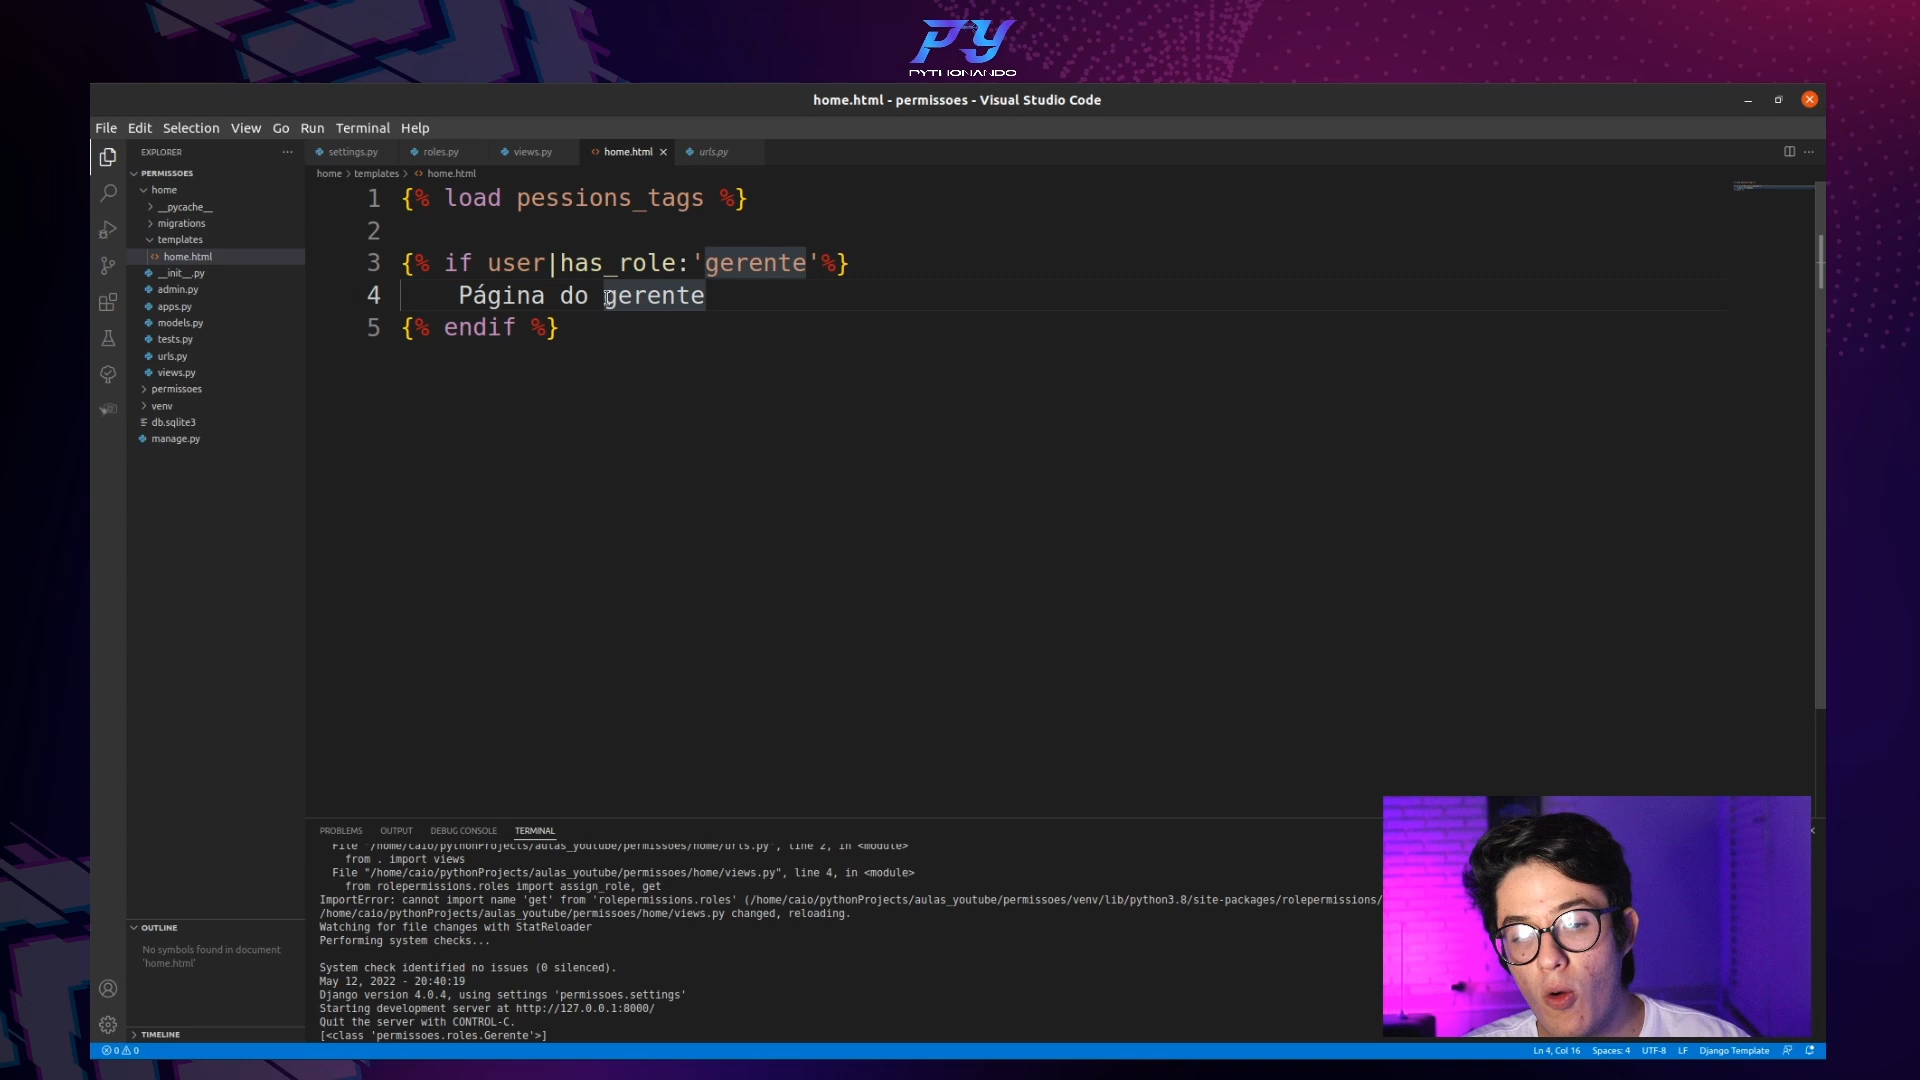 PY
PYTHONANDO
home.html - permissoes - Visual Studio Code
File Edit Selection View Go Run Terminal Help
EXPLORER
PERMISSOES
home
__pycache__
migrations
templates
home.html
__init__.py
admin.py
apps.py
models.py
tests.py
urls.py
views.py
permissoes
venv
db.sqlite3
manage.py
OUTLINE
No symbols found in document
'home.html'
TIMELINE
settings.py roles.py views.py home.html urls.py
home > templates > home.html
1 {% load pessions_tags %}
2
3 {% if user|has_role:'gerente'%}
4 Página do gerente
5 {% endif %}
PROBLEMS OUTPUT DEBUG CONSOLE TERMINAL
File "/home/caio/pythonProjects/aulas_youtube/permissoes/home/urls.py", line 2, in <module>
from . import views
File "/home/caio/pythonProjects/aulas_youtube/permissoes/home/views.py", line 4, in <module>
from rolepermissions.roles import assign_role, get
ImportError: cannot import name 'get' from 'rolepermissions.roles' (/home/caio/pythonProjects/aulas_youtube/permissoes/venv/lib/python3.8/site-packages/rolepermissions/
/home/caio/pythonProjects/aulas_youtube/permissoes/home/views.py changed, reloading.
Watching for file changes with StatReloader
Performing system checks...
System check identified no issues (0 silenced).
May 12, 2022 - 20:40:19
Django version 4.0.4, using settings 'permissoes.settings'
Starting development server at http://127.0.0.1:8000/
Quit the server with CONTROL-C.
[<class 'permissoes.roles.Gerente'>]
0 0
Ln 4, Col 16 Spaces: 4 UTF-8 LF Django Template